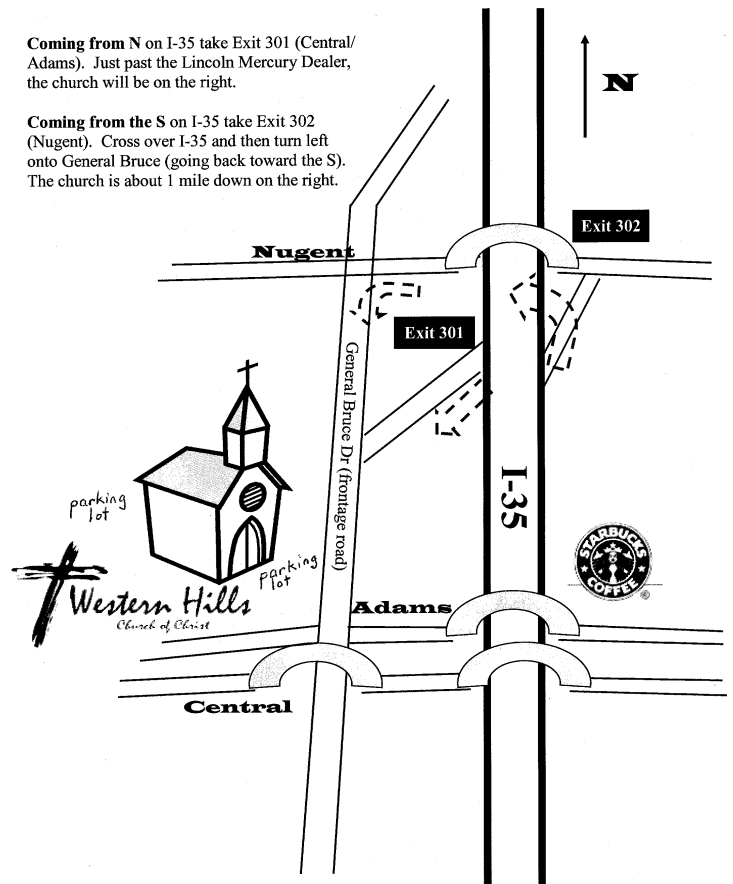 Coming from N on I-35 take Exit 301 (Central/
Adams).  Just past the Lincoln Mercury Dealer,
the church will be on the right.
Coming from the S on I-35 take Exit 302
(Nugent).  Cross over I-35 and then turn left
onto General Bruce (going back toward the S).
The church is about 1 mile down on the right.
N
Exit 302
Nugent
Exit 301
General Bruce Dr (frontage road)
I-35
parking
lot
parking
lot
STARBUCKS
COFFEE
®
Western Hills
Church of Christ
Adams
Central